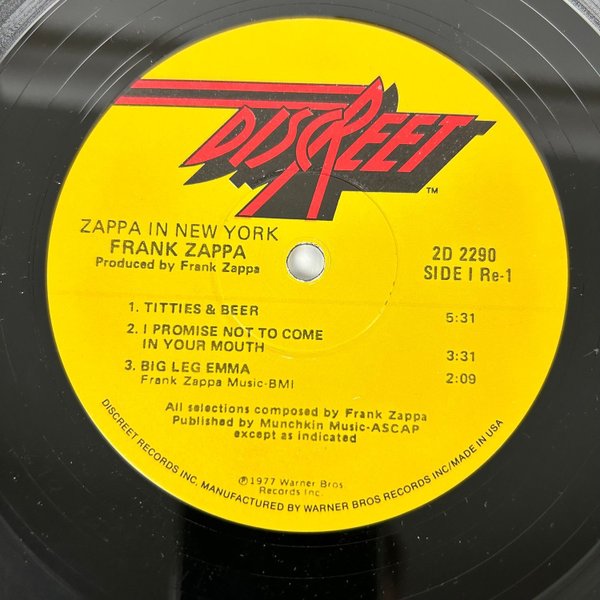 DISCREET
TM
ZAPPA IN NEW YORK
FRANK ZAPPA
Produced by Frank Zappa
2D 2290
SIDE I Re-1
1. TITTIES & BEER 5:31
2. I PROMISE NOT TO COME
IN YOUR MOUTH 3:31
3. BIG LEG EMMA 2:09
Frank Zappa Music-BMI
All selections composed by Frank Zappa
Published by Munchkin Music-ASCAP
except as indicated
℗1977 Warner Bros.
Records Inc.
DISCREET RECORDS INC. MANUFACTURED BY WARNER BROS RECORDS INC/MADE IN USA